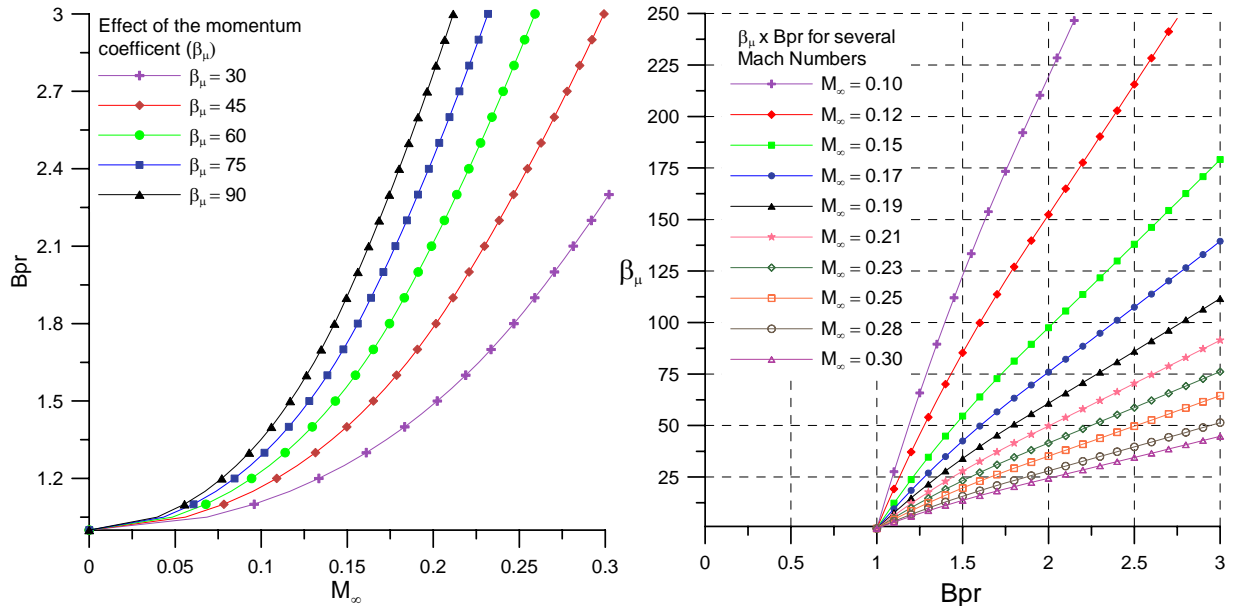 Effect of the momentum
coefficent (βμ)
βμ = 30
βμ = 45
βμ = 60
βμ = 75
βμ = 90
3
2.7
2.4
2.1
1.8
1.5
1.2
Bpr
0
0.05
0.1
0.15
0.2
0.25
0.3
M∞
βμ x Bpr for several
Mach Numbers
M∞ = 0.10
M∞ = 0.12
M∞ = 0.15
M∞ = 0.17
M∞ = 0.19
M∞ = 0.21
M∞ = 0.23
M∞ = 0.25
M∞ = 0.28
M∞ = 0.30
250
225
200
175
150
125
100
75
50
25
βμ
0
0.5
1
1.5
2
2.5
3
Bpr